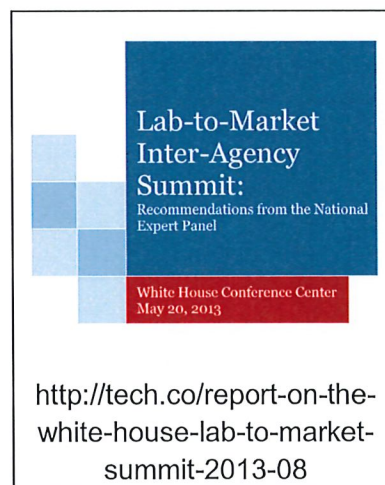 Lab-to-Market
Inter-Agency
Summit:
Recommendations from the National
Expert Panel
White House Conference Center
May 20, 2013
http://tech.co/report-on-the-
white-house-lab-to-market-
summit-2013-08